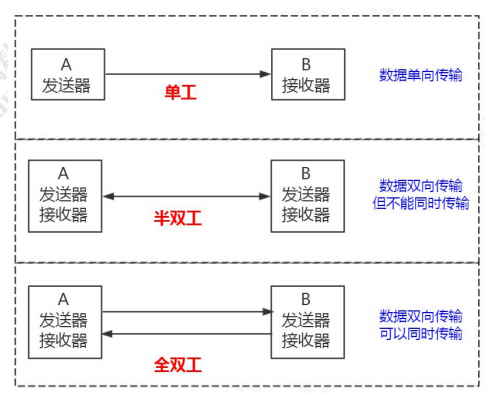 A
发送器
B
接收器
单工
数据单向传输
A
发送器
接收器
B
发送器
接收器
半双工
数据双向传输
但不能同时传输
A
发送器
接收器
B
发送器
接收器
全双工
数据双向传输
可以同时传输